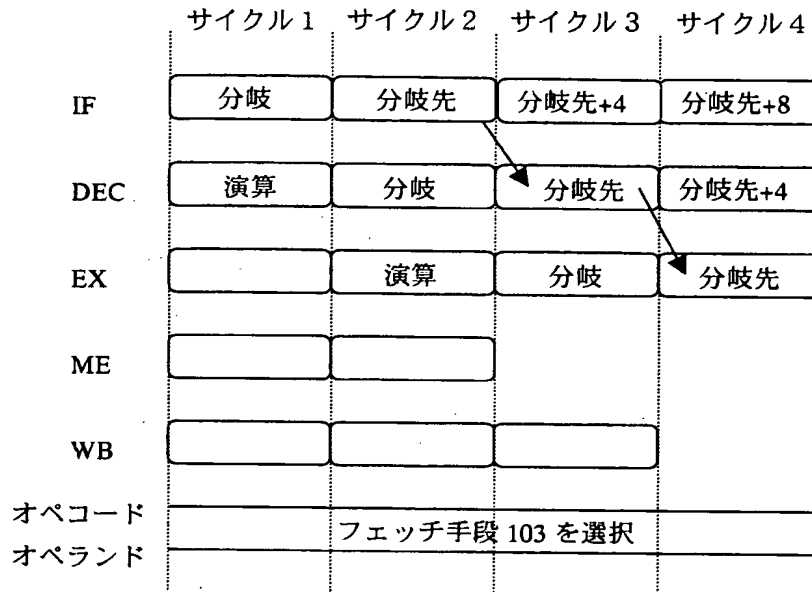 サイクル1 サイクル2 サイクル3 サイクル4
IF 分岐 分岐先 分岐先+4 分岐先+8
DEC 演算 分岐 分岐先 分岐先+4
EX 演算 分岐 分岐先
ME
WB
オペコード
フェッチ手段 103 を選択
オペランド